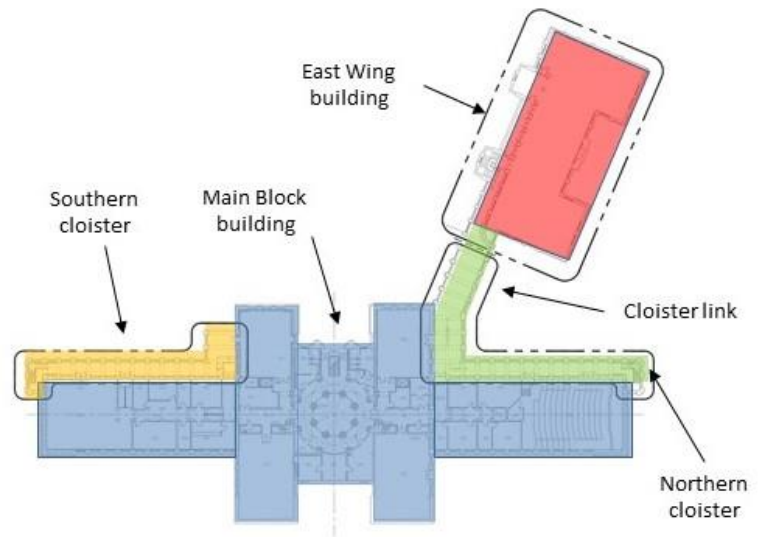 East Wing
building
Southern
cloister
Main Block
building
Cloister link
Northern
cloister